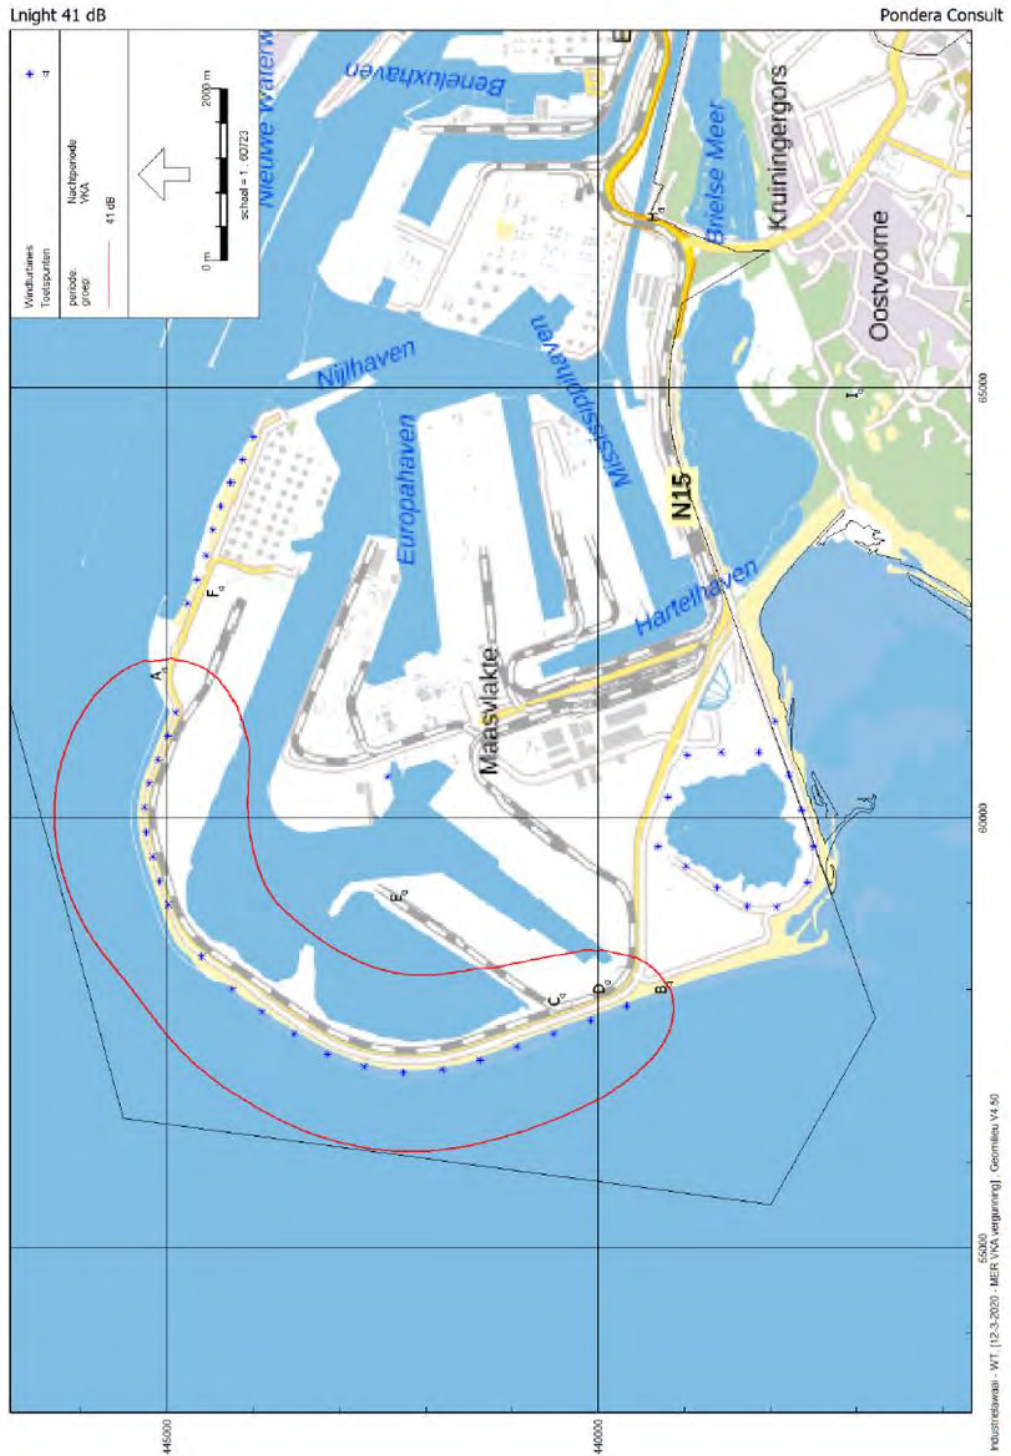 Lnight 41 dB
Pondera Consult
Windturbines
Toetspunten
periode: Nachtperiode
groep: VKA
41 dB
0 m
2000 m
schaal = 1 : 60723
Nieuwe Waterw
Beneluxhaven
E
Brielse Meer
Kruiningergors
Oostvoorne
H
I
Nijlhaven
Mississippihaven
Europahaven
N15
Hartelhaven
Maasvlakte
F
A
E
C
D
B
65000
60000
55000
445000
440000
Industrielawaai - WT, [12-3-2020 - MER VKA vergunning] , Geomilieu V4.50